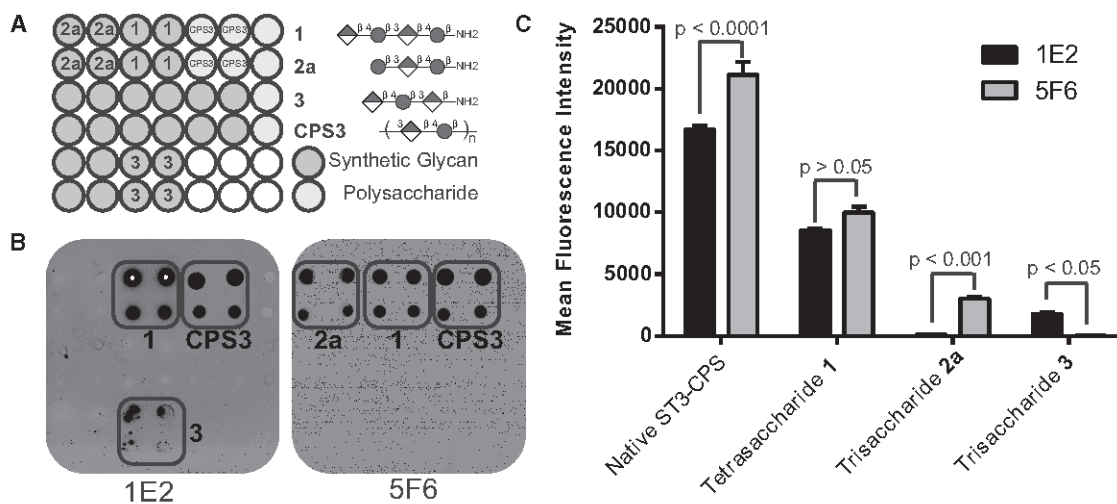 A
2a 2a 1 1 CPS3 CPS3
2a 2a 1 1 CPS3 CPS3
3 3
3 3
1
2a
3
CPS3
β 4 β 3 β 4 β NH2
β 3 β 4 β NH2
β 4 β 3 β NH2
( 3 β 4 β )n
Synthetic Glycan
Polysaccharide
B
1 CPS3
3
1E2
2a 1 CPS3
5F6
C
Mean Fluorescence Intensity
25000
20000
15000
10000
5000
0
p < 0.0001
p > 0.05
p < 0.001
p < 0.05
1E2
5F6
Native ST3-CPS
Tetrasaccharide 1
Trisaccharide 2a
Trisaccharide 3